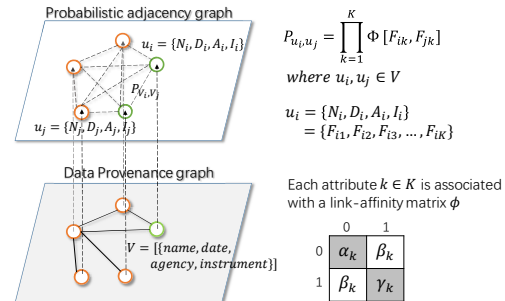 Probabilistic adjacency graph
u_i = {N_i, D_i, A_i, I_i}
P_{V_i,V_j}
u_j = {N_j, D_j, A_j, I_j}
Data Provenance graph
V = [{name, date,
agency, instrument}]
P_{u_i,u_j} = ∏_{k=1}^{K} Φ [F_{ik}, F_{jk}]
where u_i, u_j ∈ V
u_i = {N_i, D_i, A_i, I_i}
= {F_{i1}, F_{i2}, F_{i3}, … , F_{iK}}
Each attribute k ∈ K is associated
with a link-affinity matrix ϕ
0 1
0 α_k β_k
1 β_k γ_k